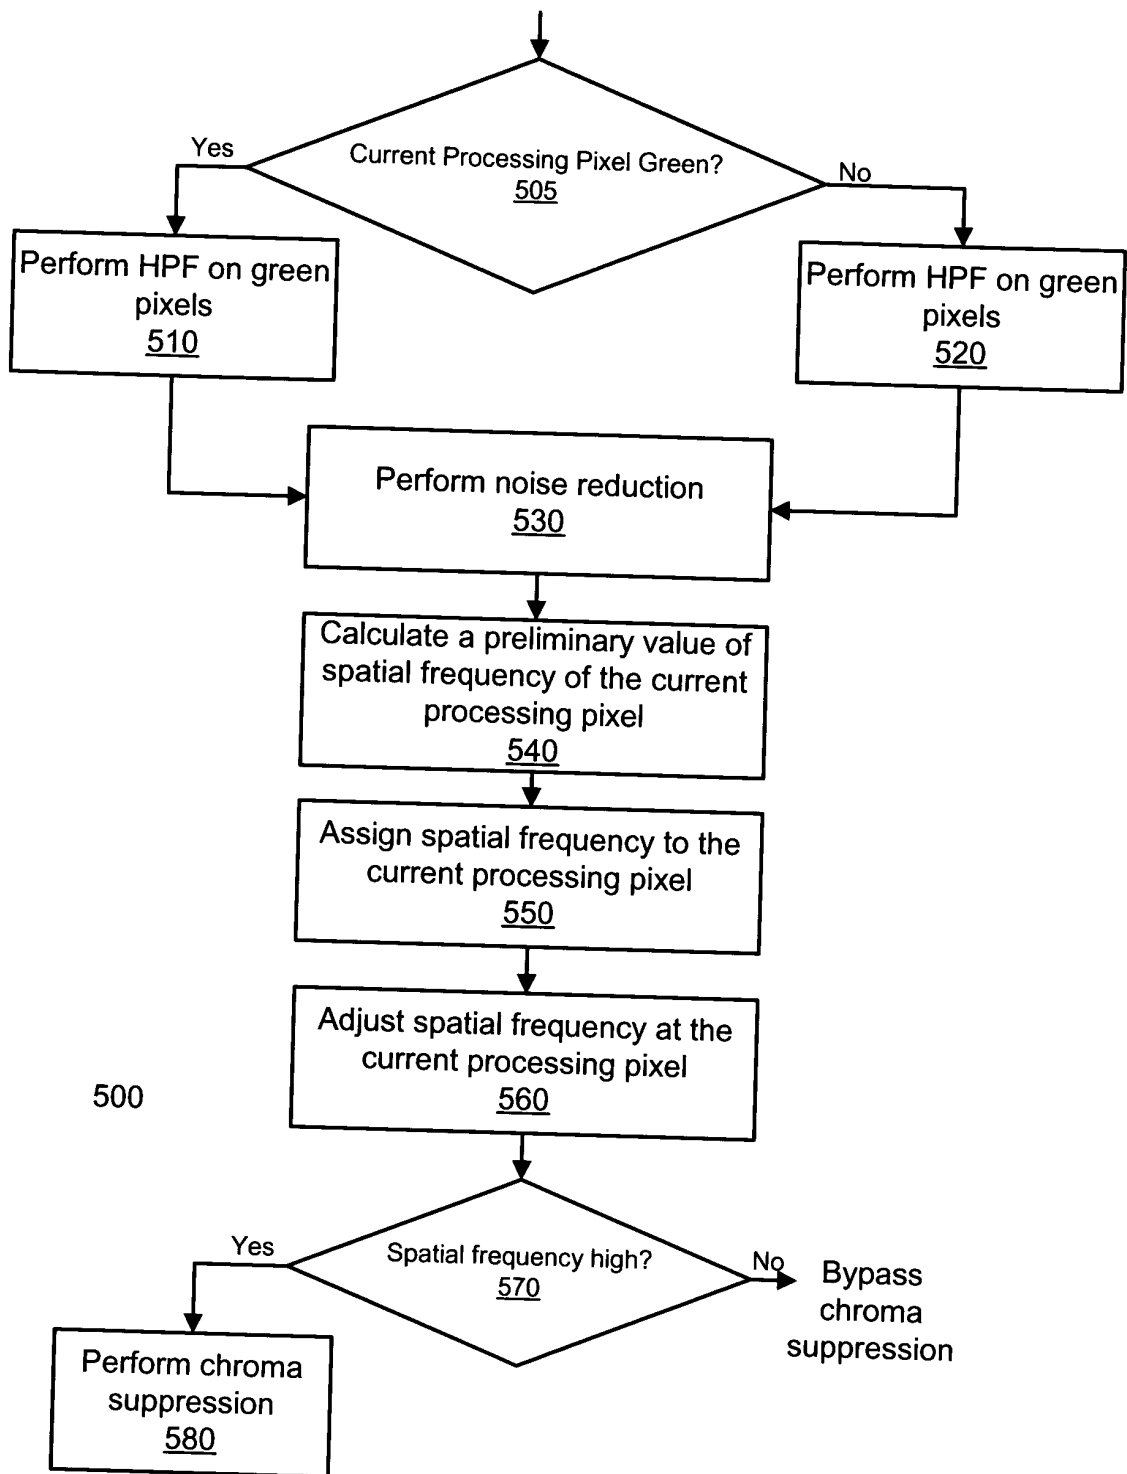 Current Processing Pixel Green?
505
Yes
No
Perform HPF on green
pixels
510
Perform HPF on green
pixels
520
Perform noise reduction
530
Calculate a preliminary value of
spatial frequency of the current
processing pixel
540
Assign spatial frequency to the
current processing pixel
550
Adjust spatial frequency at the
current processing pixel
560
500
Spatial frequency high?
570
Yes
No
Bypass
chroma
suppression
Perform chroma
suppression
580